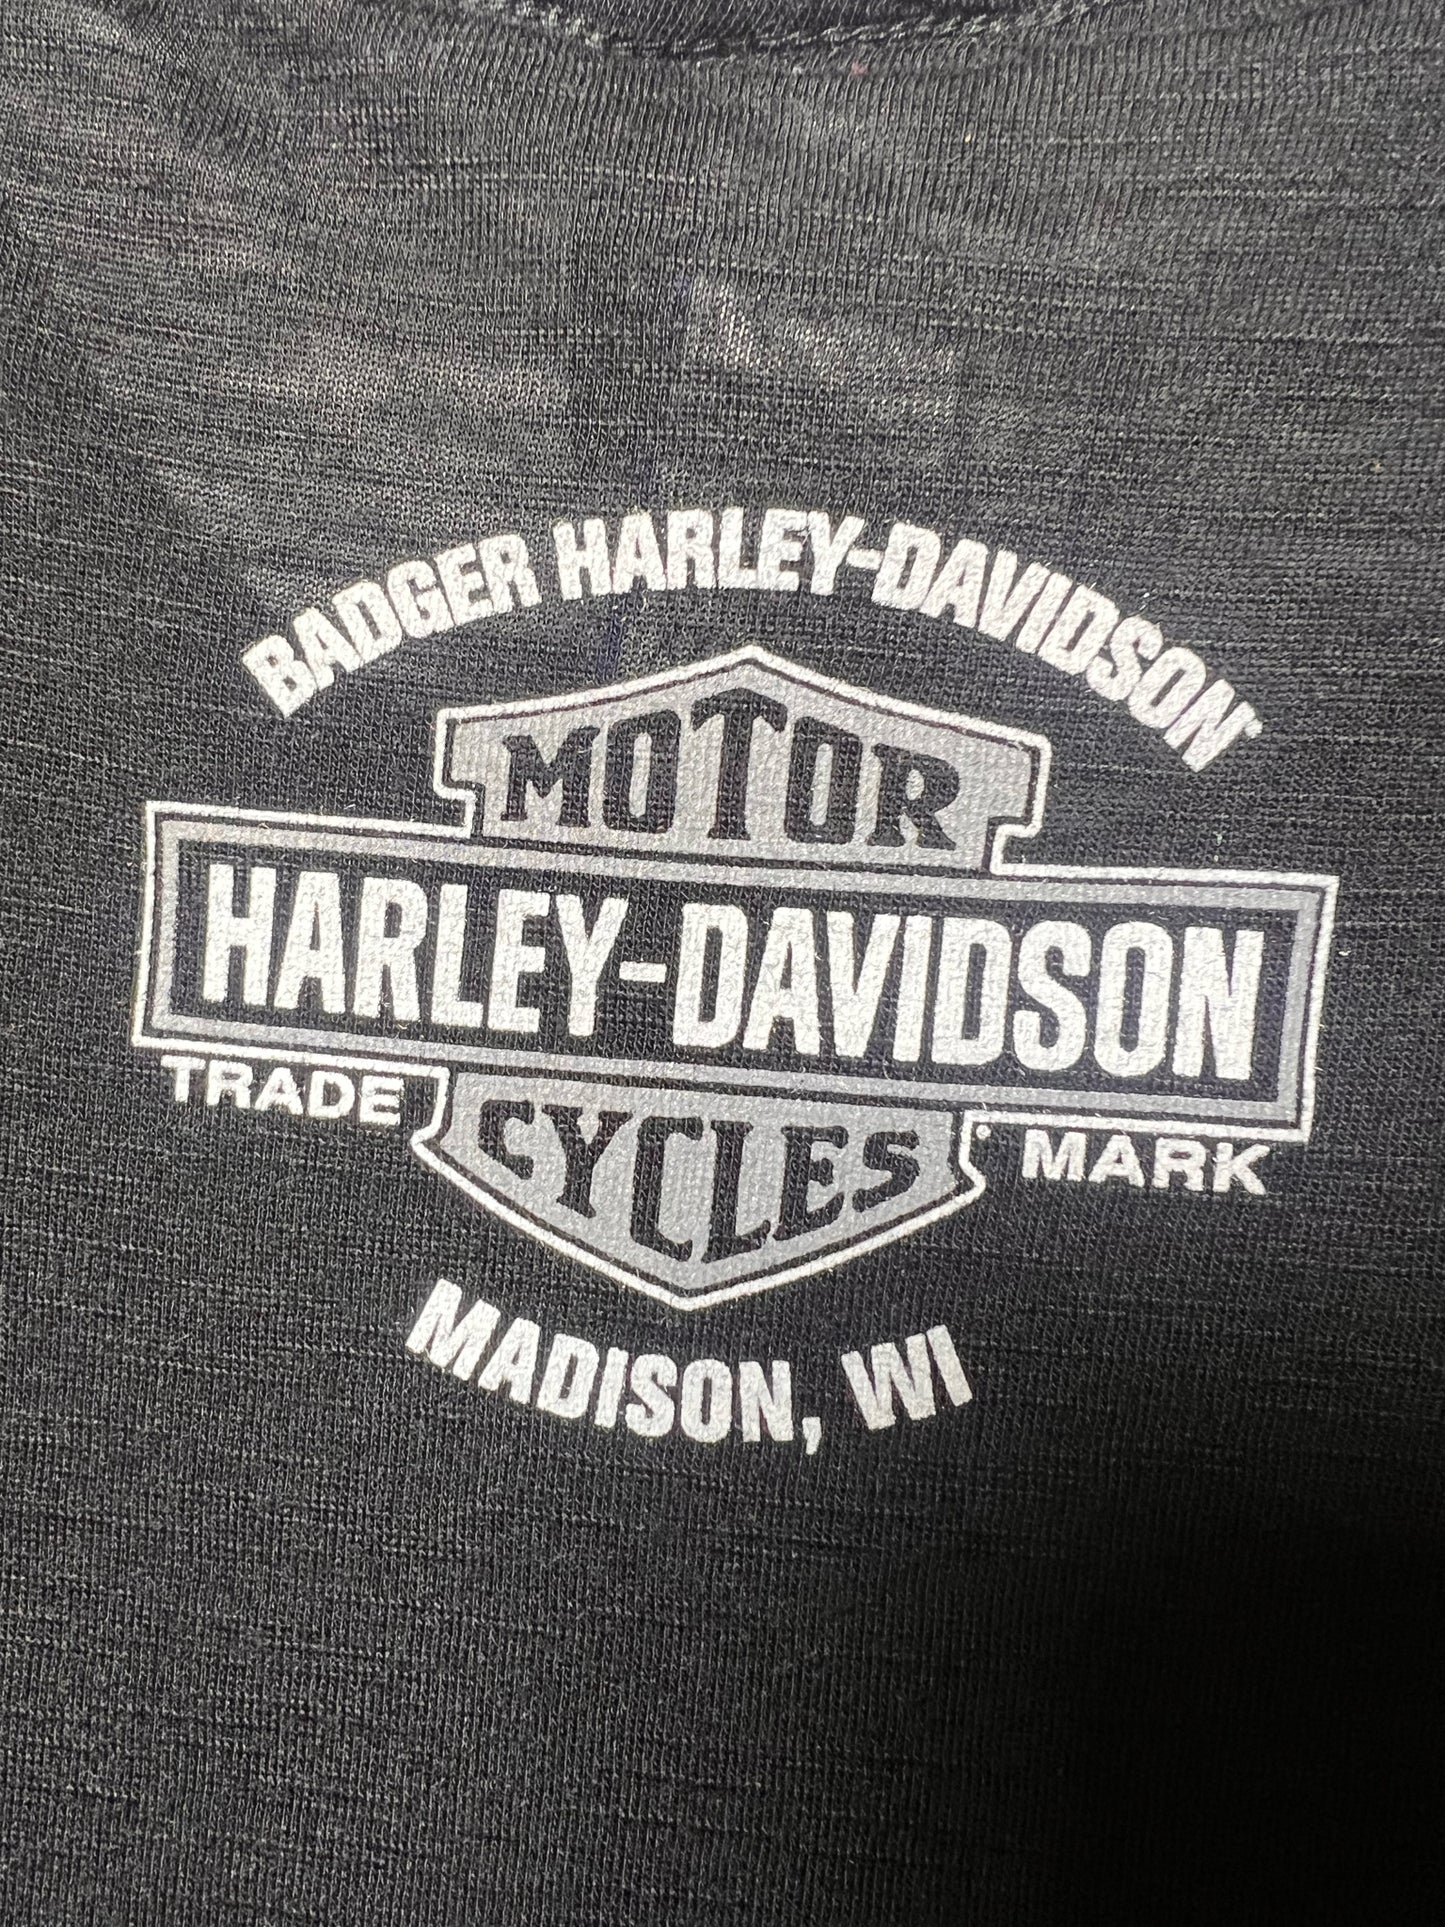 BADGER HARLEY-DAVIDSON
MOTOR
HARLEY-DAVIDSON
TRADE MARK
CYCLES
MADISON, WI